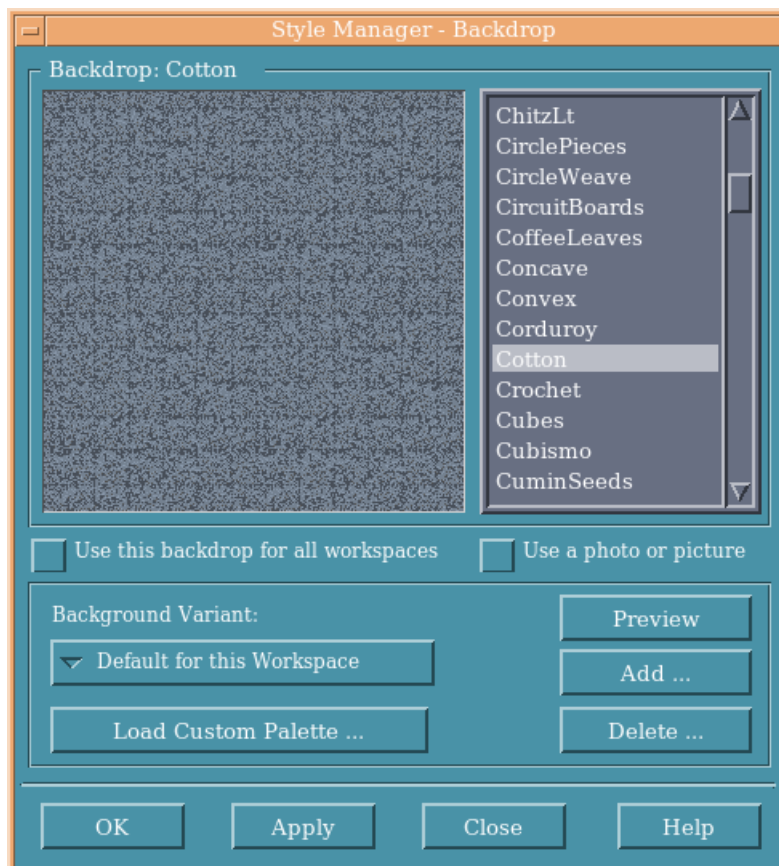 Style Manager - Backdrop
Backdrop: Cotton
ChitzLt
CirclePieces
CircleWeave
CircuitBoards
CoffeeLeaves
Concave
Convex
Corduroy
Cotton
Crochet
Cubes
Cubismo
CuminSeeds
Use this backdrop for all workspaces
Use a photo or picture
Background Variant:
Default for this Workspace
Load Custom Palette ...
Preview
Add ...
Delete ...
OK
Apply
Close
Help